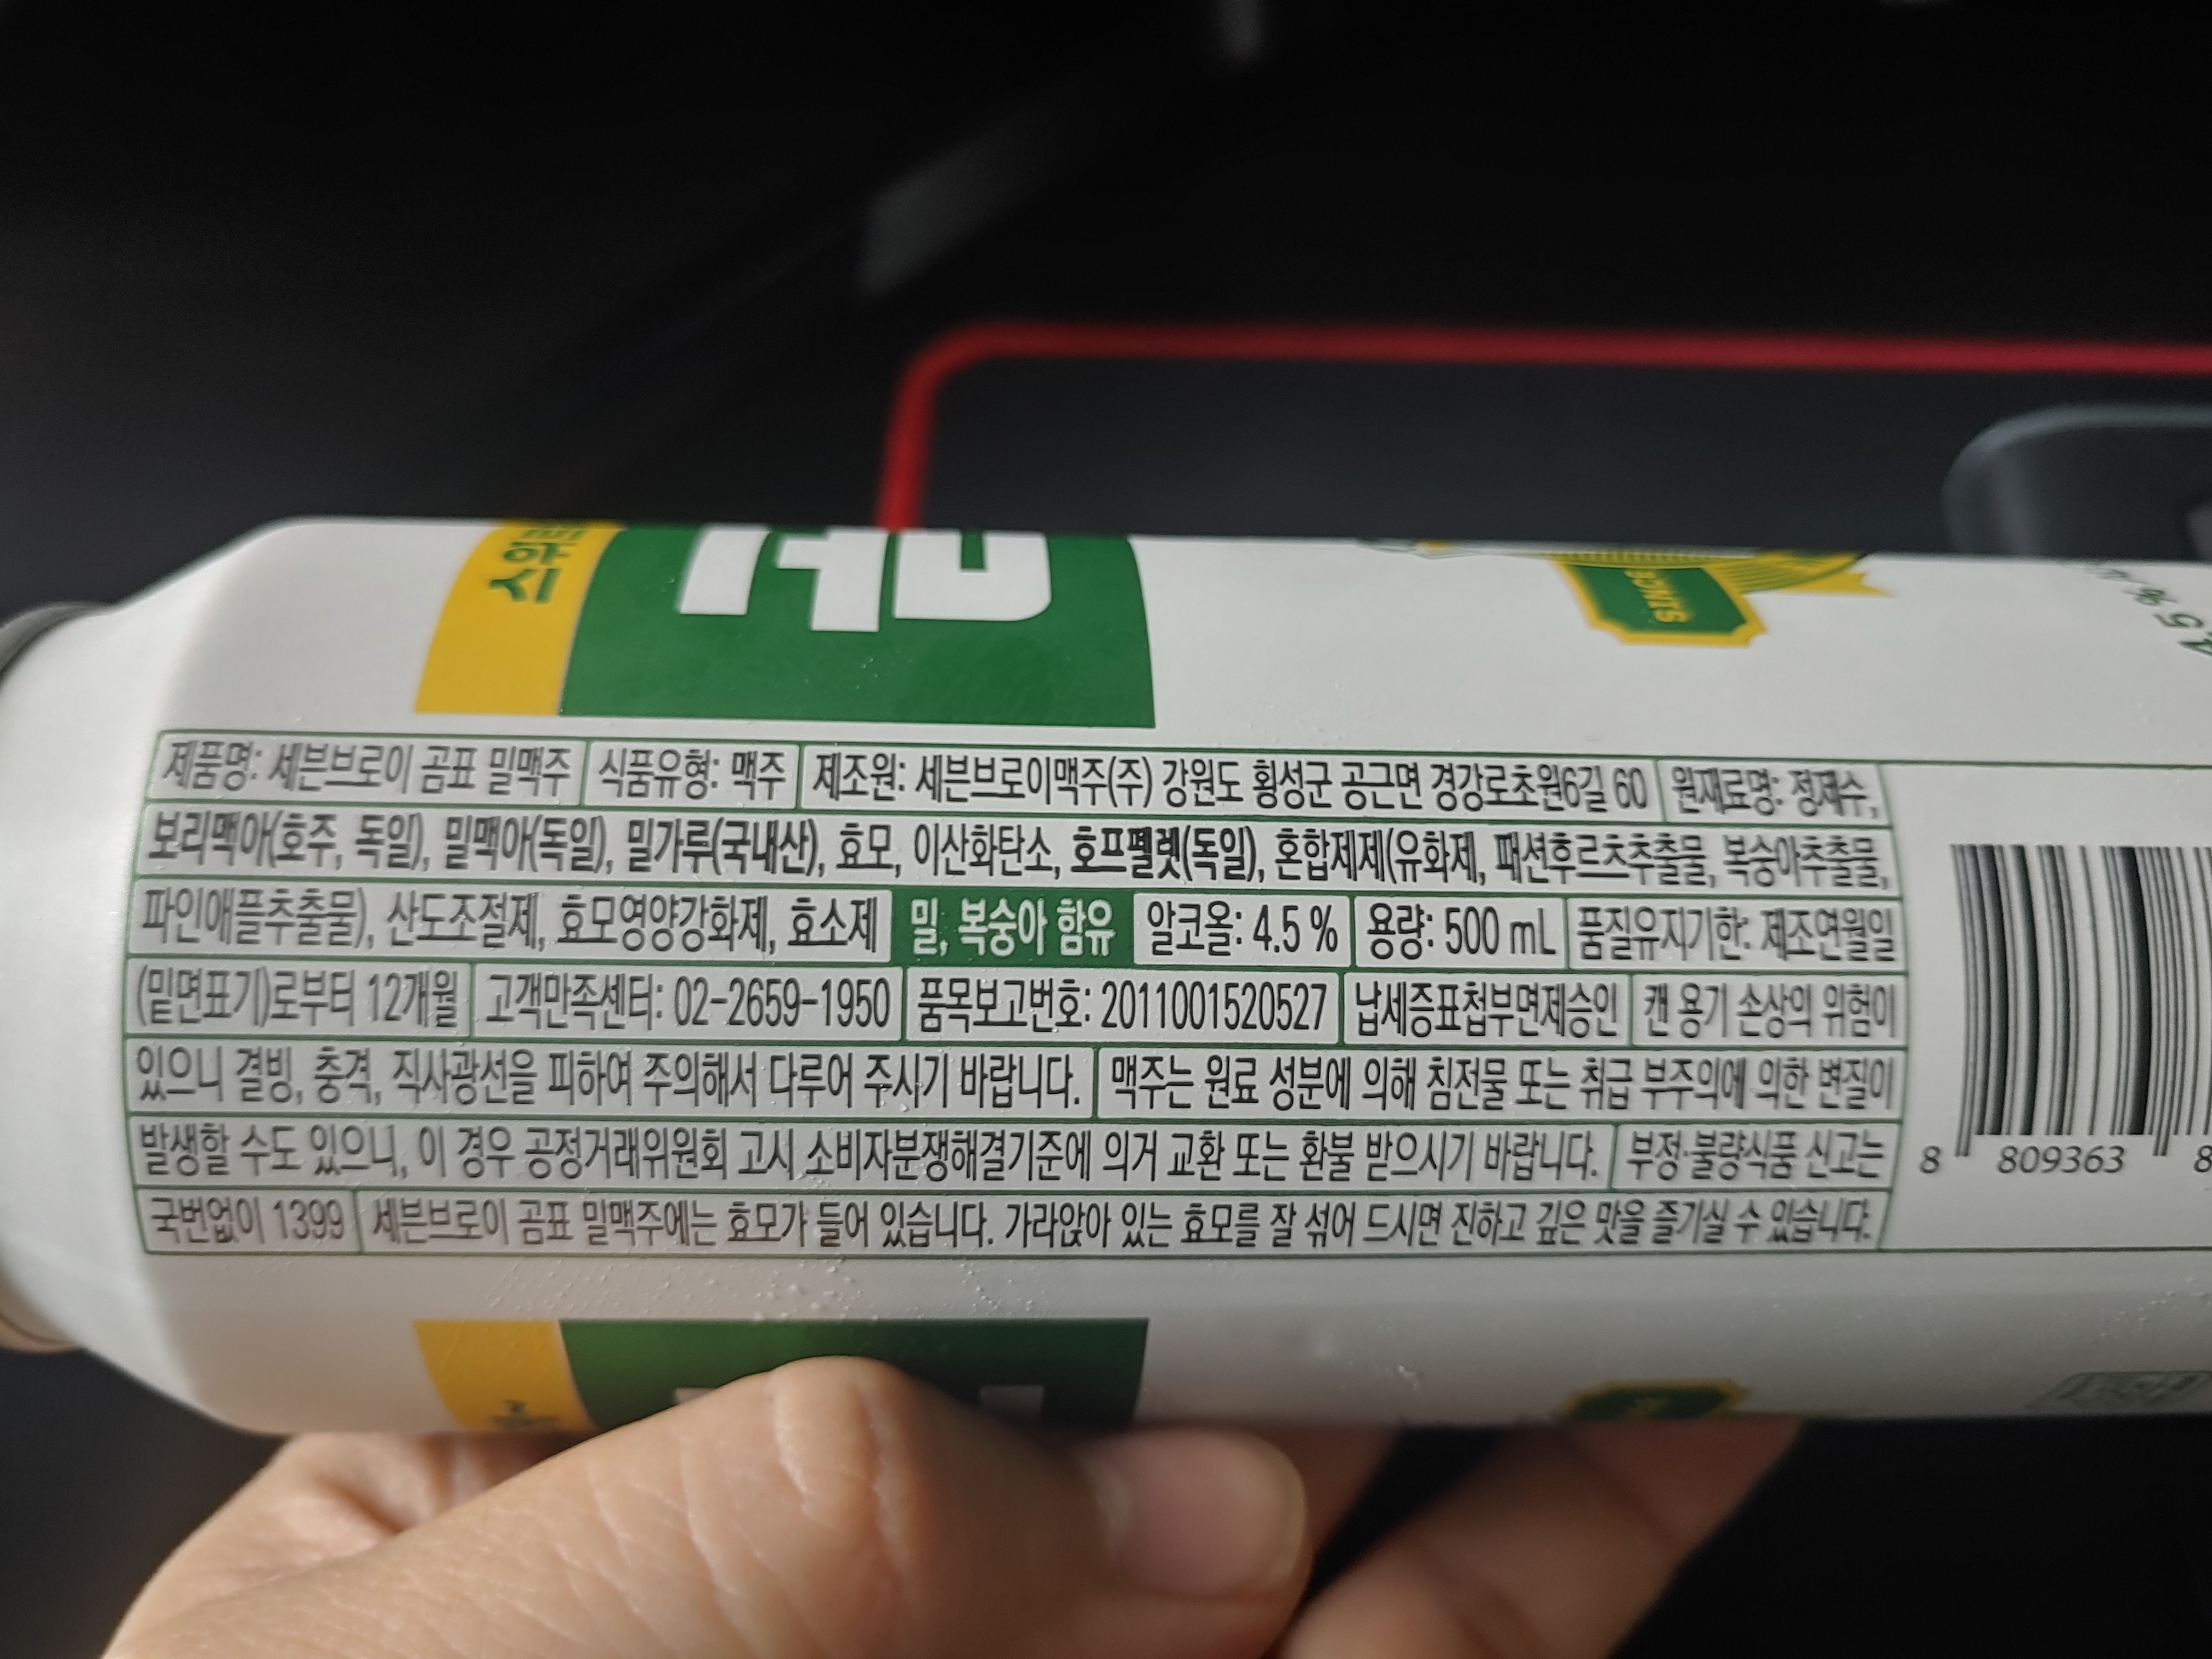 스위트
곰
SINCE
4.5 %
제품명: 세븐브로이 곰표 밀맥주 식품유형: 맥주 제조원: 세븐브로이맥주(주) 강원도 횡성군 공근면 경강로초원6길 60 원재료명: 정제수,
보리맥아(호주, 독일), 밀맥아(독일), 밀가루(국내산), 효모, 이산화탄소, 호프펠렛(독일), 혼합제제(유화제, 패션후르츠추출물, 복숭아추출물,
파인애플추출물), 산도조절제, 효모영양강화제, 효소제 밀, 복숭아 함유 알코올: 4.5 % 용량: 500 mL 품질유지기한: 제조연월일
(밑면표기)로부터 12개월 고객만족센터: 02-2659-1950 품목보고번호: 2011001520527 납세증표첩부면제승인 캔 용기 손상의 위험이
있으니 결빙, 충격, 직사광선을 피하여 주의해서 다루어 주시기 바랍니다. 맥주는 원료 성분에 의해 침전물 또는 취급 부주의에 의한 변질이
발생할 수도 있으니, 이 경우 공정거래위원회 고시 소비자분쟁해결기준에 의거 교환 또는 환불 받으시기 바랍니다. 부정·불량식품 신고는
국번없이 1399 세븐브로이 곰표 밀맥주에는 효모가 들어 있습니다. 가라앉아 있는 효모를 잘 섞어 드시면 진하고 깊은 맛을 즐기실 수 있습니다.
8 809363 8